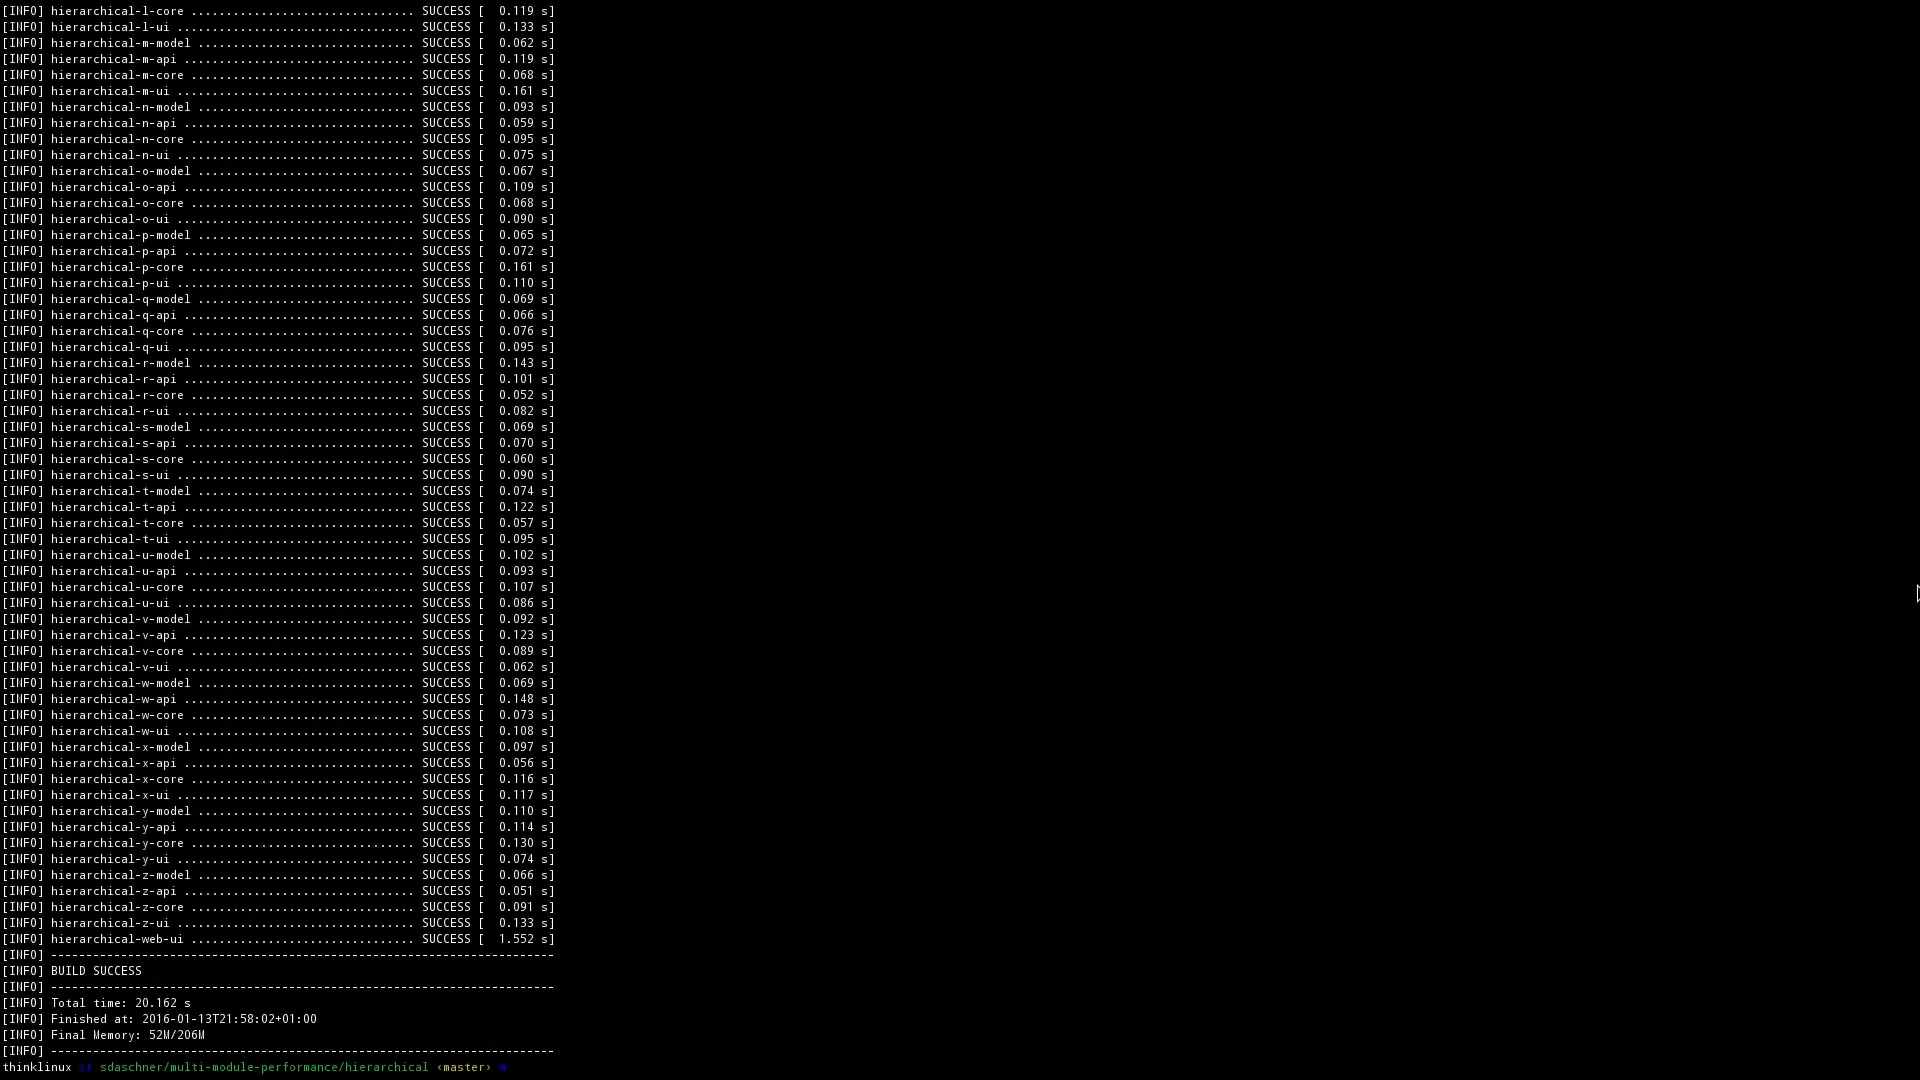 [INFO] hierarchical-l-core ................................ SUCCESS [  0.119 s]
[INFO] hierarchical-l-ui .................................. SUCCESS [  0.133 s]
[INFO] hierarchical-m-model ............................... SUCCESS [  0.062 s]
[INFO] hierarchical-m-api ................................. SUCCESS [  0.119 s]
[INFO] hierarchical-m-core ................................ SUCCESS [  0.068 s]
[INFO] hierarchical-m-ui .................................. SUCCESS [  0.161 s]
[INFO] hierarchical-n-model ............................... SUCCESS [  0.093 s]
[INFO] hierarchical-n-api ................................. SUCCESS [  0.059 s]
[INFO] hierarchical-n-core ................................ SUCCESS [  0.095 s]
[INFO] hierarchical-n-ui .................................. SUCCESS [  0.075 s]
[INFO] hierarchical-o-model ............................... SUCCESS [  0.067 s]
[INFO] hierarchical-o-api ................................. SUCCESS [  0.109 s]
[INFO] hierarchical-o-core ................................ SUCCESS [  0.068 s]
[INFO] hierarchical-o-ui .................................. SUCCESS [  0.090 s]
[INFO] hierarchical-p-model ............................... SUCCESS [  0.065 s]
[INFO] hierarchical-p-api ................................. SUCCESS [  0.072 s]
[INFO] hierarchical-p-core ................................ SUCCESS [  0.161 s]
[INFO] hierarchical-p-ui .................................. SUCCESS [  0.110 s]
[INFO] hierarchical-q-model ............................... SUCCESS [  0.069 s]
[INFO] hierarchical-q-api ................................. SUCCESS [  0.066 s]
[INFO] hierarchical-q-core ................................ SUCCESS [  0.076 s]
[INFO] hierarchical-q-ui .................................. SUCCESS [  0.095 s]
[INFO] hierarchical-r-model ............................... SUCCESS [  0.143 s]
[INFO] hierarchical-r-api ................................. SUCCESS [  0.101 s]
[INFO] hierarchical-r-core ................................ SUCCESS [  0.052 s]
[INFO] hierarchical-r-ui .................................. SUCCESS [  0.082 s]
[INFO] hierarchical-s-model ............................... SUCCESS [  0.069 s]
[INFO] hierarchical-s-api ................................. SUCCESS [  0.070 s]
[INFO] hierarchical-s-core ................................ SUCCESS [  0.060 s]
[INFO] hierarchical-s-ui .................................. SUCCESS [  0.090 s]
[INFO] hierarchical-t-model ............................... SUCCESS [  0.074 s]
[INFO] hierarchical-t-api ................................. SUCCESS [  0.122 s]
[INFO] hierarchical-t-core ................................ SUCCESS [  0.057 s]
[INFO] hierarchical-t-ui .................................. SUCCESS [  0.095 s]
[INFO] hierarchical-u-model ............................... SUCCESS [  0.102 s]
[INFO] hierarchical-u-api ................................. SUCCESS [  0.093 s]
[INFO] hierarchical-u-core ................................ SUCCESS [  0.107 s]
[INFO] hierarchical-u-ui .................................. SUCCESS [  0.086 s]
[INFO] hierarchical-v-model ............................... SUCCESS [  0.092 s]
[INFO] hierarchical-v-api ................................. SUCCESS [  0.123 s]
[INFO] hierarchical-v-core ................................ SUCCESS [  0.089 s]
[INFO] hierarchical-v-ui .................................. SUCCESS [  0.062 s]
[INFO] hierarchical-w-model ............................... SUCCESS [  0.069 s]
[INFO] hierarchical-w-api ................................. SUCCESS [  0.148 s]
[INFO] hierarchical-w-core ................................ SUCCESS [  0.073 s]
[INFO] hierarchical-w-ui .................................. SUCCESS [  0.108 s]
[INFO] hierarchical-x-model ............................... SUCCESS [  0.097 s]
[INFO] hierarchical-x-api ................................. SUCCESS [  0.056 s]
[INFO] hierarchical-x-core ................................ SUCCESS [  0.116 s]
[INFO] hierarchical-x-ui .................................. SUCCESS [  0.117 s]
[INFO] hierarchical-y-model ............................... SUCCESS [  0.110 s]
[INFO] hierarchical-y-api ................................. SUCCESS [  0.114 s]
[INFO] hierarchical-y-core ................................ SUCCESS [  0.130 s]
[INFO] hierarchical-y-ui .................................. SUCCESS [  0.074 s]
[INFO] hierarchical-z-model ............................... SUCCESS [  0.066 s]
[INFO] hierarchical-z-api ................................. SUCCESS [  0.051 s]
[INFO] hierarchical-z-core ................................ SUCCESS [  0.091 s]
[INFO] hierarchical-z-ui .................................. SUCCESS [  0.133 s]
[INFO] hierarchical-web-ui ................................ SUCCESS [  1.552 s]
[INFO] ------------------------------------------------------------------------
[INFO] BUILD SUCCESS
[INFO] ------------------------------------------------------------------------
[INFO] Total time: 20.162 s
[INFO] Finished at: 2016-01-13T21:58:02+01:00
[INFO] Final Memory: 52M/206M
[INFO] ------------------------------------------------------------------------
thinklinux :: sdaschner/multi-module-performance/hierarchical ‹master›